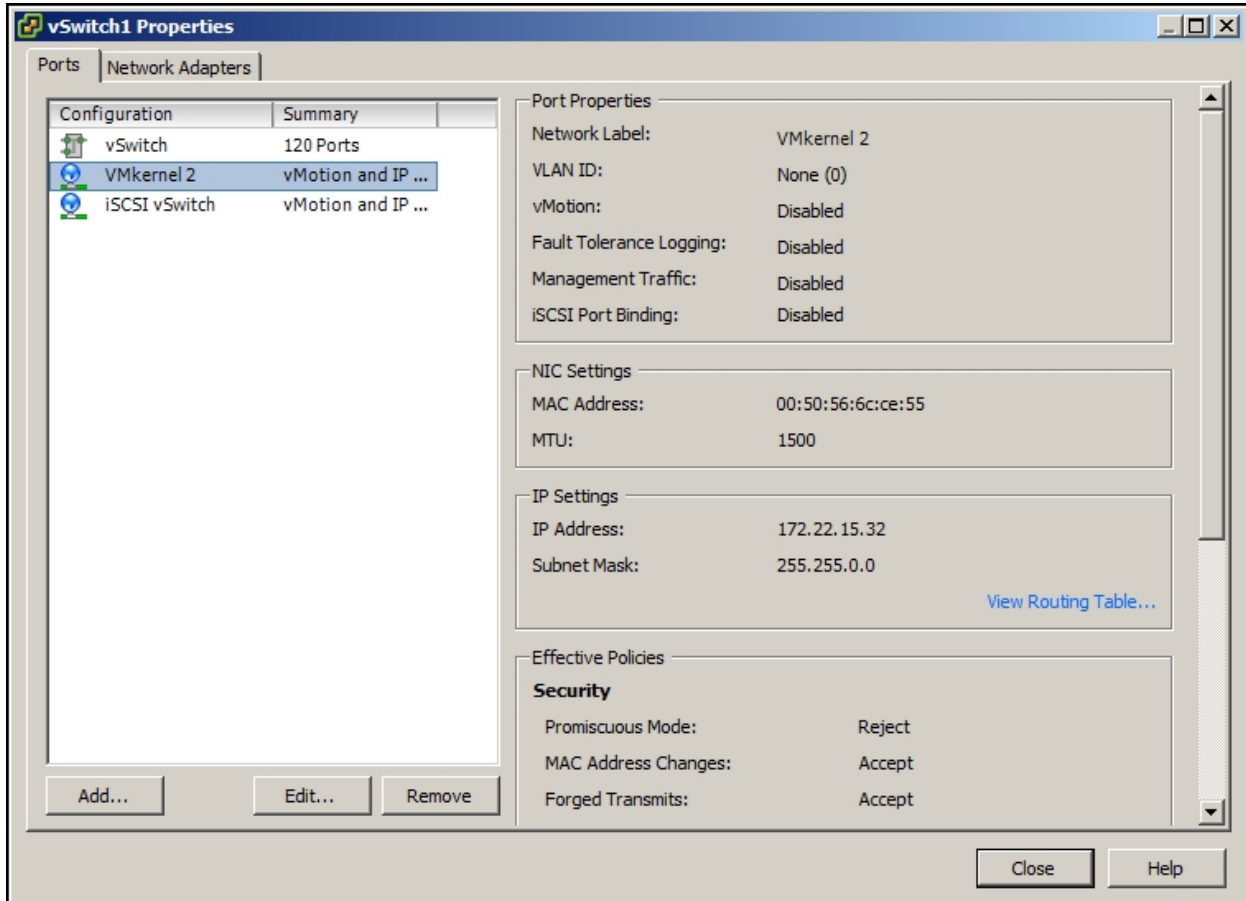 vSwitch1 Properties
Ports Network Adapters
Configuration Summary
vSwitch 120 Ports
VMkernel 2 vMotion and IP ...
iSCSI vSwitch vMotion and IP ...
Add... Edit... Remove
Port Properties
Network Label: VMkernel 2
VLAN ID: None (0)
vMotion: Disabled
Fault Tolerance Logging: Disabled
Management Traffic: Disabled
iSCSI Port Binding: Disabled
NIC Settings
MAC Address: 00:50:56:6c:ce:55
MTU: 1500
IP Settings
IP Address: 172.22.15.32
Subnet Mask: 255.255.0.0
View Routing Table...
Effective Policies
Security
Promiscuous Mode: Reject
MAC Address Changes: Accept
Forged Transmits: Accept
Close Help